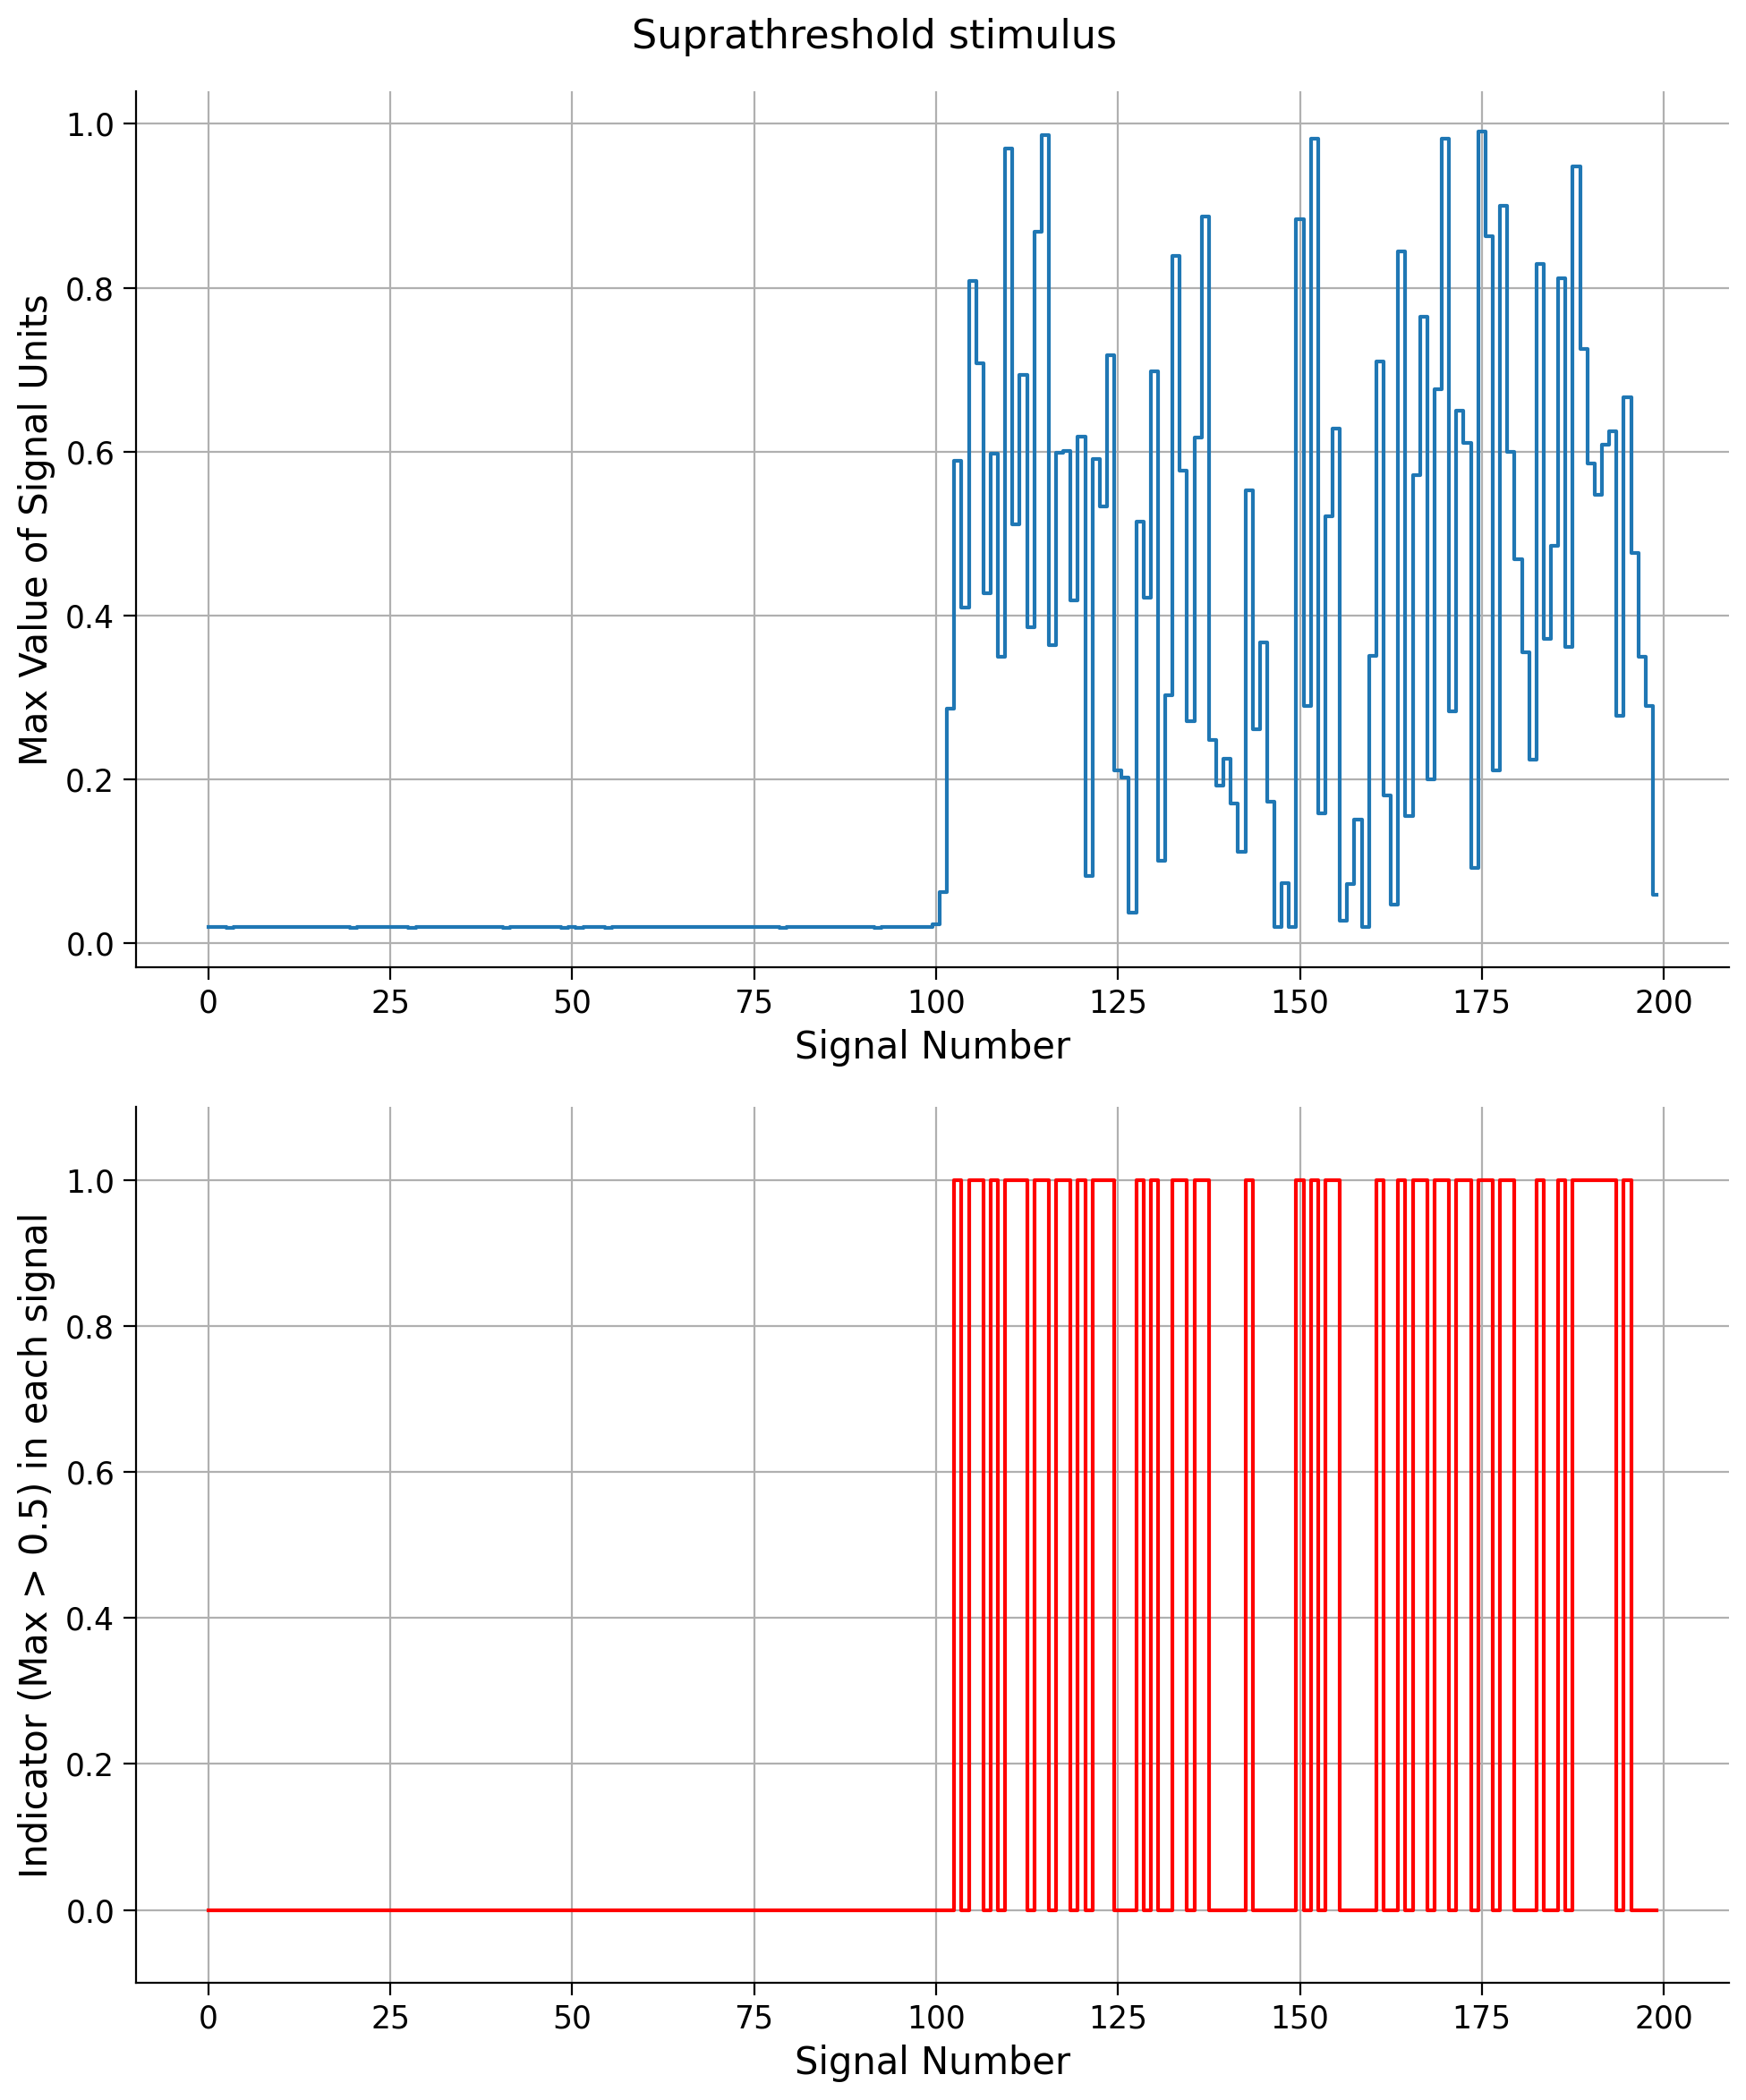 Suprathreshold stimulus
Max Value of Signal Units
1.0
0.8
0.6
0.4
0.2
0.0
0 25 50 75 100 125 150 175 200
Signal Number
Indicator (Max > 0.5) in each signal
1.0
0.8
0.6
0.4
0.2
0.0
0 25 50 75 100 125 150 175 200
Signal Number